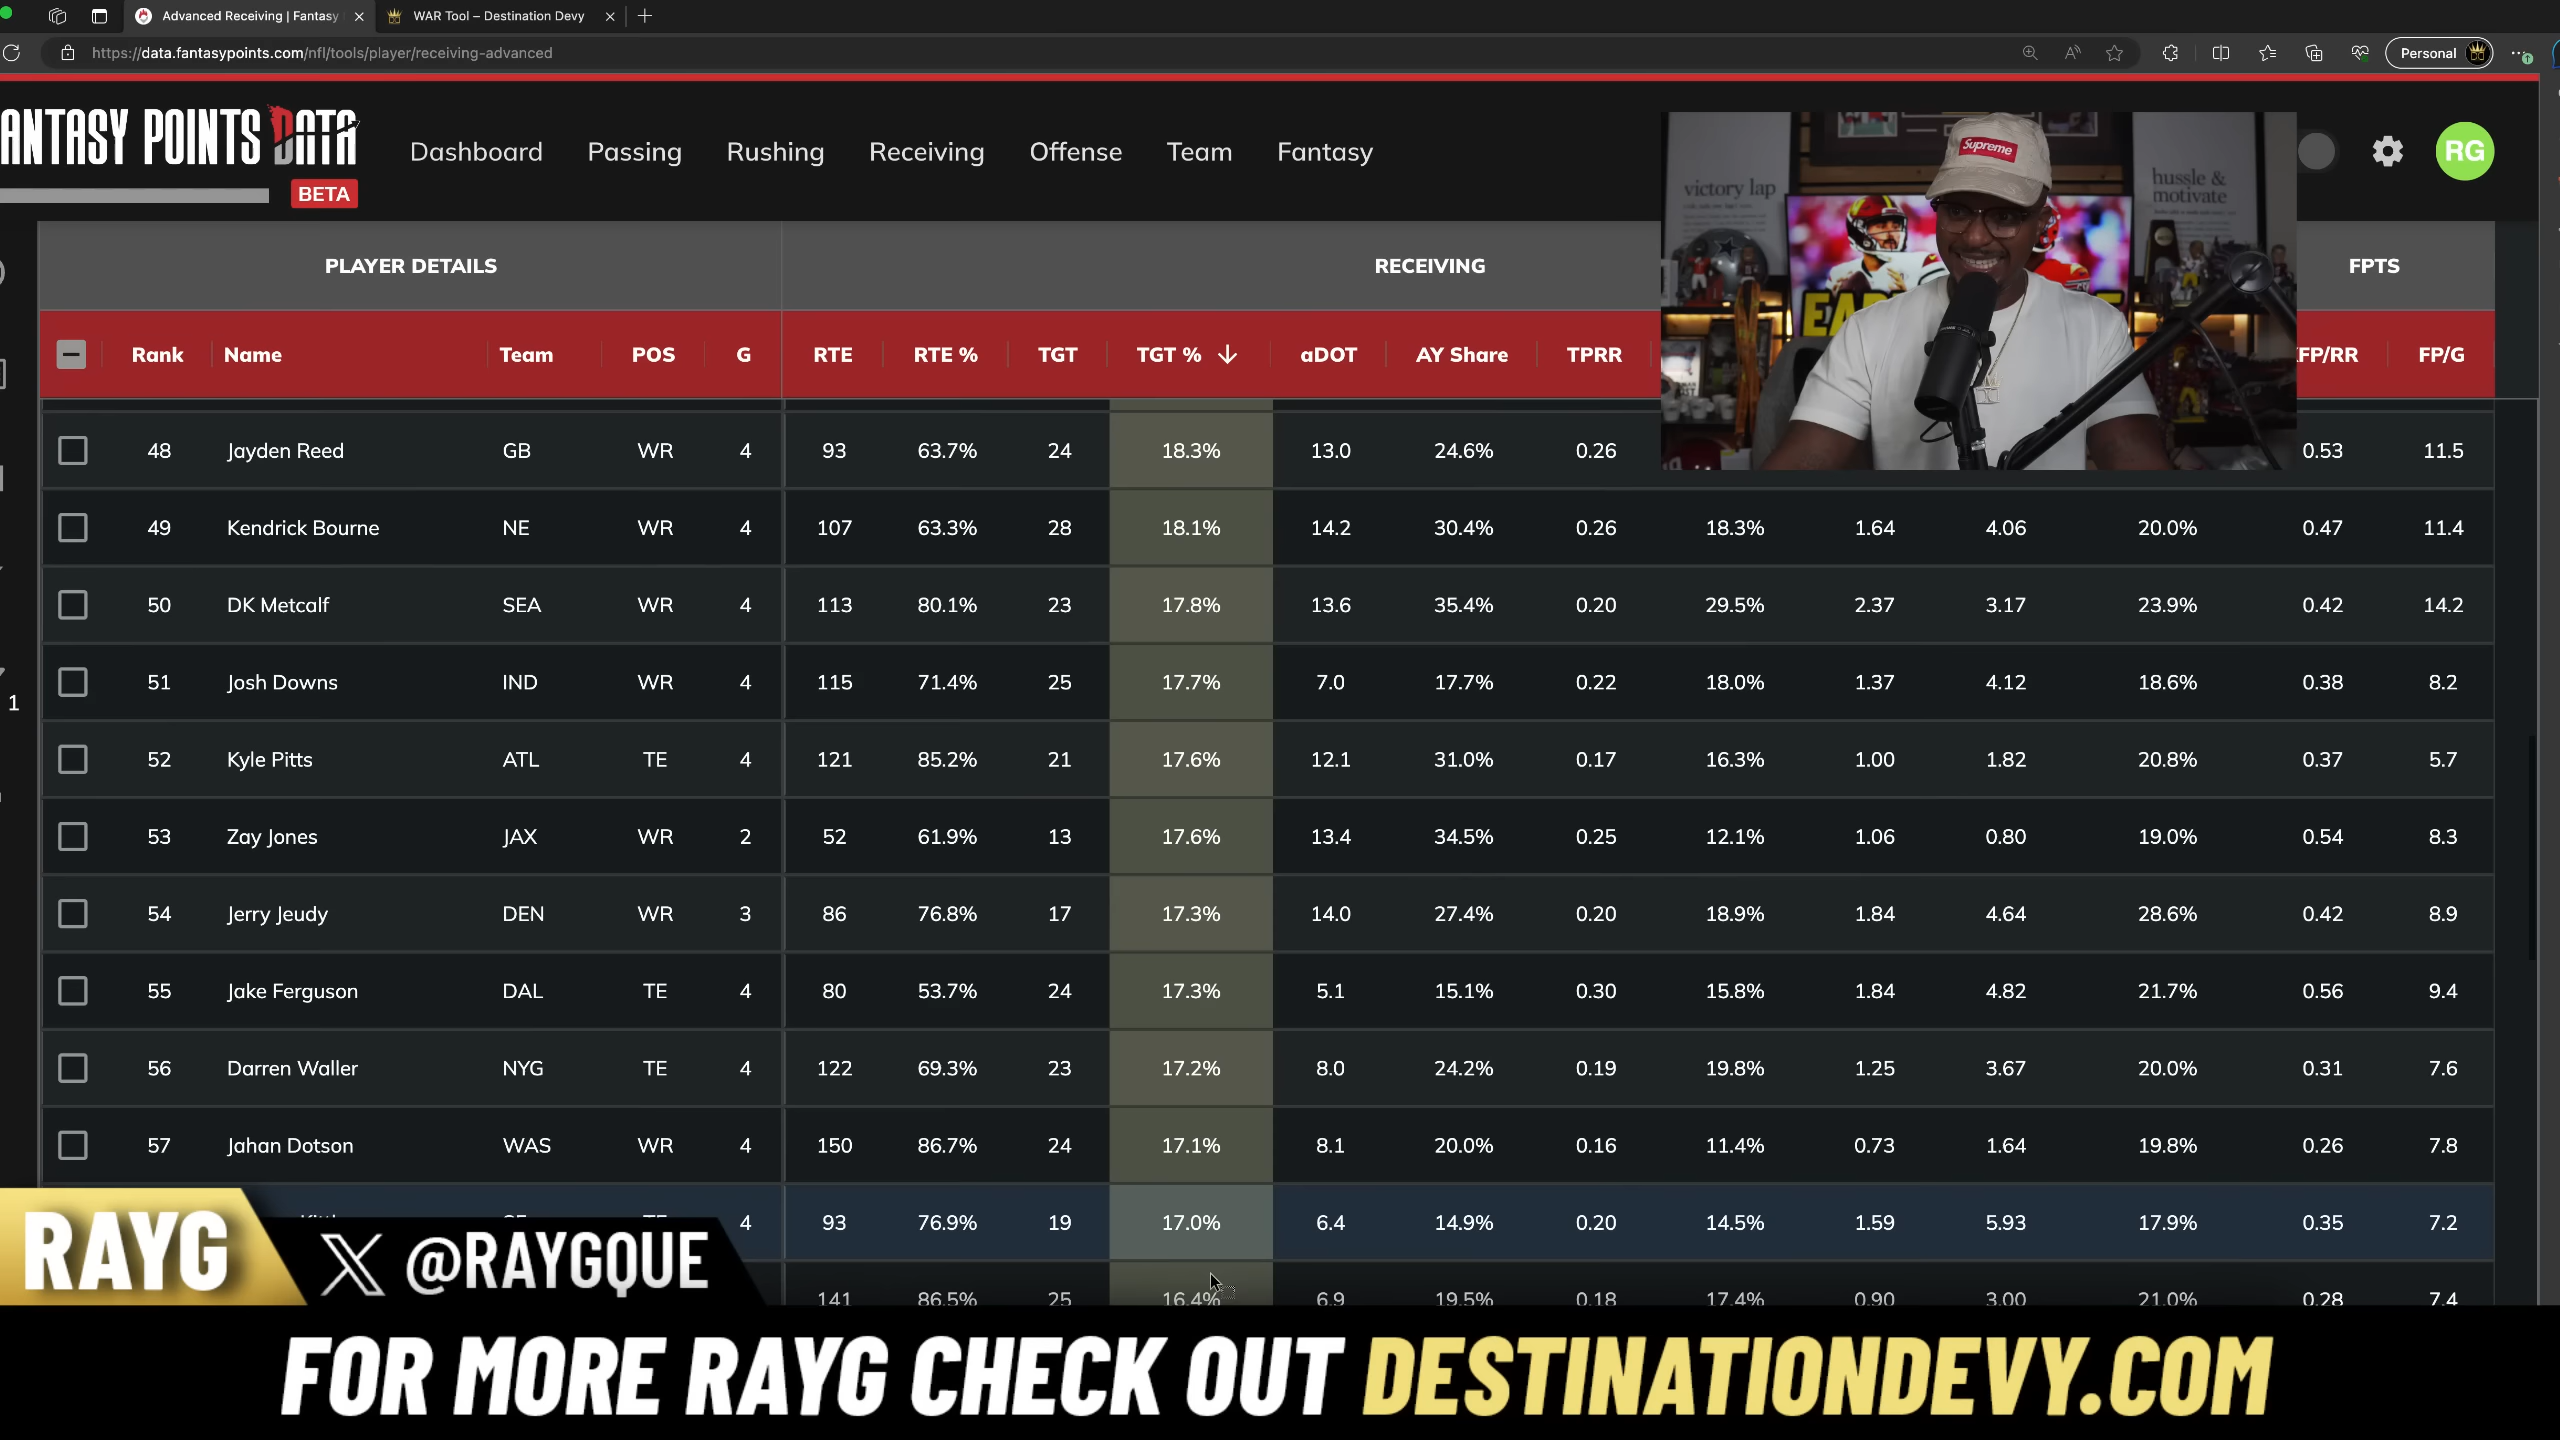 Advanced Receiving | Fantasy
WAR Tool – Destination Devy
https://data.fantasypoints.com/nfl/tools/player/receiving-advanced
Personal
ANTASY POINTS DATA
BETA
Dashboard Passing Rushing Receiving Offense Team Fantasy
RG
victory lap
hussle & motivate
Supreme
PLAYER DETAILS RECEIVING FPTS
Rank Name Team POS G RTE RTE % TGT TGT % aDOT AY Share TPRR FP/RR FP/G
48 Jayden Reed GB WR 4 93 63.7% 24 18.3% 13.0 24.6% 0.26 0.53 11.5
49 Kendrick Bourne NE WR 4 107 63.3% 28 18.1% 14.2 30.4% 0.26 18.3% 1.64 4.06 20.0% 0.47 11.4
50 DK Metcalf SEA WR 4 113 80.1% 23 17.8% 13.6 35.4% 0.20 29.5% 2.37 3.17 23.9% 0.42 14.2
51 Josh Downs IND WR 4 115 71.4% 25 17.7% 7.0 17.7% 0.22 18.0% 1.37 4.12 18.6% 0.38 8.2
1
52 Kyle Pitts ATL TE 4 121 85.2% 21 17.6% 12.1 31.0% 0.17 16.3% 1.00 1.82 20.8% 0.37 5.7
53 Zay Jones JAX WR 2 52 61.9% 13 17.6% 13.4 34.5% 0.25 12.1% 1.06 0.80 19.0% 0.54 8.3
54 Jerry Jeudy DEN WR 3 86 76.8% 17 17.3% 14.0 27.4% 0.20 18.9% 1.84 4.64 28.6% 0.42 8.9
55 Jake Ferguson DAL TE 4 80 53.7% 24 17.3% 5.1 15.1% 0.30 15.8% 1.84 4.82 21.7% 0.56 9.4
56 Darren Waller NYG TE 4 122 69.3% 23 17.2% 8.0 24.2% 0.19 19.8% 1.25 3.67 20.0% 0.31 7.6
57 Jahan Dotson WAS WR 4 150 86.7% 24 17.1% 8.1 20.0% 0.16 11.4% 0.73 1.64 19.8% 0.26 7.8
4 93 76.9% 19 17.0% 6.4 14.9% 0.20 14.5% 1.59 5.93 17.9% 0.35 7.2
141 86.5% 25 16.4% 6.9 19.5% 0.18 17.4% 0.90 3.00 21.0% 0.28 7.4
RAYG
X @RAYGQUE
FOR MORE RAYG CHECK OUT DESTINATIONDEVY.COM